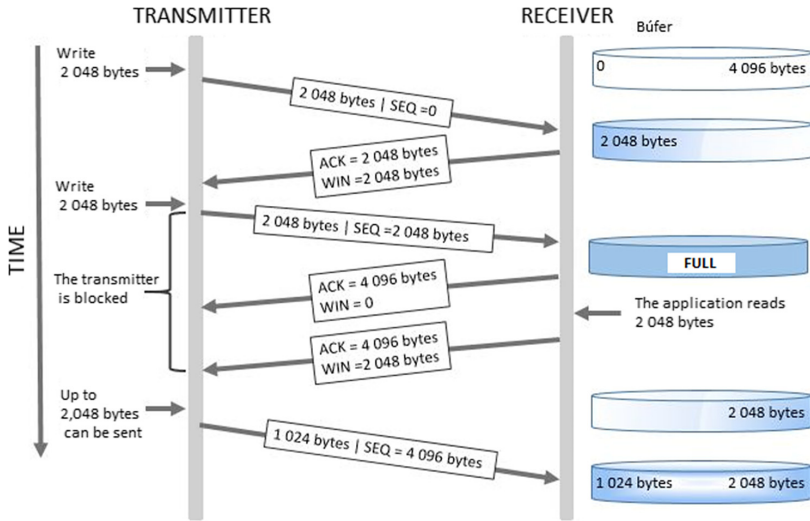 TRANSMITTER
RECEIVER
Búfer
Write
2 048 bytes
0
4 096 bytes
2 048 bytes | SEQ =0
2 048 bytes
ACK = 2 048 bytes
WIN =2 048 bytes
Write
2 048 bytes
2 048 bytes | SEQ =2 048 bytes
TIME
FULL
The transmitter
is blocked
ACK = 4 096 bytes
WIN = 0
The application reads
2 048 bytes
ACK = 4 096 bytes
WIN =2 048 bytes
Up to
2,048 bytes
can be sent
2 048 bytes
1 024 bytes | SEQ = 4 096 bytes
1 024 bytes
2 048 bytes